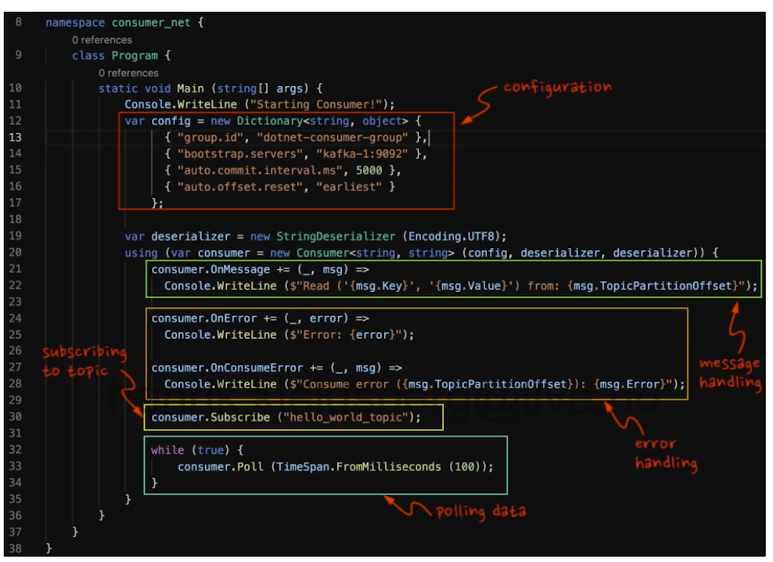 8 namespace consumer_net {
0 references
9 class Program {
0 references
10 static void Main (string[] args) {
11 Console.WriteLine ("Starting Consumer!");
12 var config = new Dictionary<string, object> {
13 { "group.id", "dotnet-consumer-group" },
14 { "bootstrap.servers", "kafka-1:9092" },
15 { "auto.commit.interval.ms", 5000 },
16 { "auto.offset.reset", "earliest" }
17 };
configuration
18
19 var deserializer = new StringDeserializer (Encoding.UTF8);
20 using (var consumer = new Consumer<string, string> (config, deserializer, deserializer)) {
21 consumer.OnMessage += (_, msg) =>
22 Console.WriteLine ($"Read ('{msg.Key}', '{msg.Value}') from: {msg.TopicPartitionOffset}");
message
handling
23
24 consumer.OnError += (_, error) =>
25 Console.WriteLine ($"Error: {error}");
26
27 consumer.OnConsumeError += (_, msg) =>
28 Console.WriteLine ($"Consume error ({msg.TopicPartitionOffset}): {msg.Error}");
error
handling
29
subscribing
to topic
30 consumer.Subscribe ("hello_world_topic");
31
32 while (true) {
33 consumer.Poll (TimeSpan.FromMilliseconds (100));
34 }
polling data
35 }
36 }
37 }
38 }